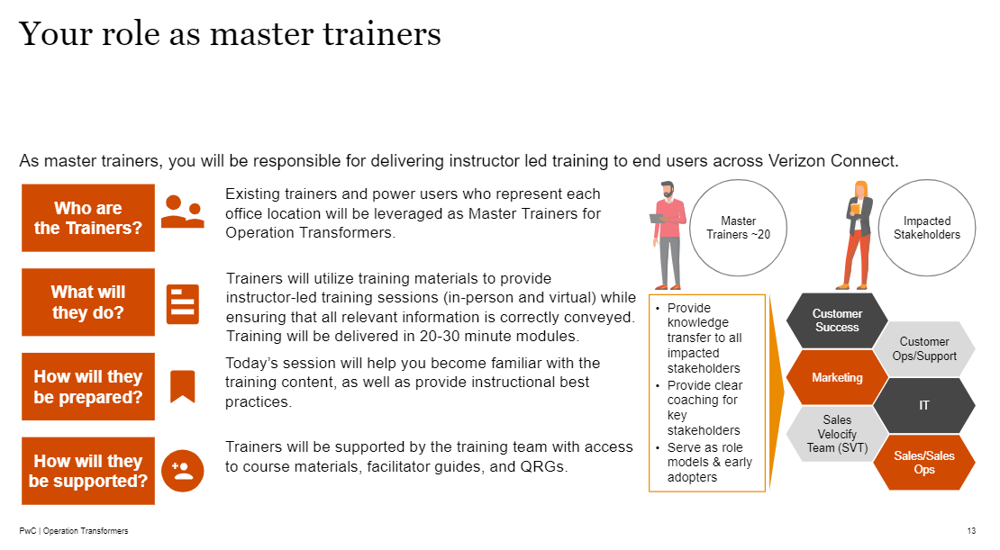 Your role as master trainers
As master trainers, you will be responsible for delivering instructor led training to end users across Verizon Connect.
Who are
the Trainers?
Existing trainers and power users who represent each
office location will be leveraged as Master Trainers for
Operation Transformers.
What will
they do?
Trainers will utilize training materials to provide
instructor-led training sessions (in-person and virtual) while
ensuring that all relevant information is correctly conveyed.
Training will be delivered in 20-30 minute modules.
How will they
be prepared?
Today’s session will help you become familiar with the
training content, as well as provide instructional best
practices.
How will they
be supported?
Trainers will be supported by the training team with access
to course materials, facilitator guides, and QRGs.
Master
Trainers ~20
Impacted
Stakeholders
• Provide
knowledge
transfer to all
impacted
stakeholders
• Provide clear
coaching for
key
stakeholders
• Serve as role
models & early
adopters
Customer
Success
Customer
Ops/Support
Marketing
IT
Sales
Velocify
Team (SVT)
Sales/Sales
Ops
PwC | Operation Transformers
13